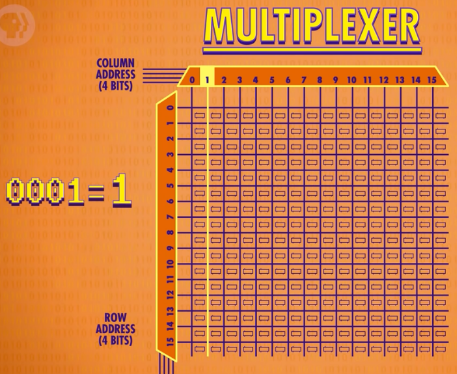 MULTIPLEXER
COLUMN
ADDRESS
(4 BITS)
0 1 2 3 4 5 6 7 8 9 10 11 12 13 14 15
0
1
2
3
4
5
6
7
8
9
10
11
12
13
14
15
0001=1
ROW
ADDRESS
(4 BITS)